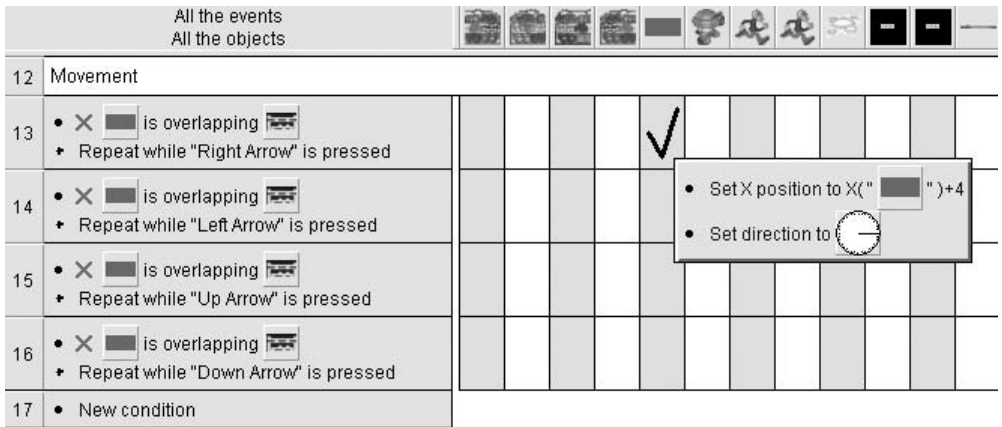 All the events
All the objects
12 Movement
13 • X is overlapping
+ Repeat while "Right Arrow" is pressed
• Set X position to X(" ")+4
• Set direction to
14 • X is overlapping
+ Repeat while "Left Arrow" is pressed
15 • X is overlapping
+ Repeat while "Up Arrow" is pressed
16 • X is overlapping
+ Repeat while "Down Arrow" is pressed
17 • New condition